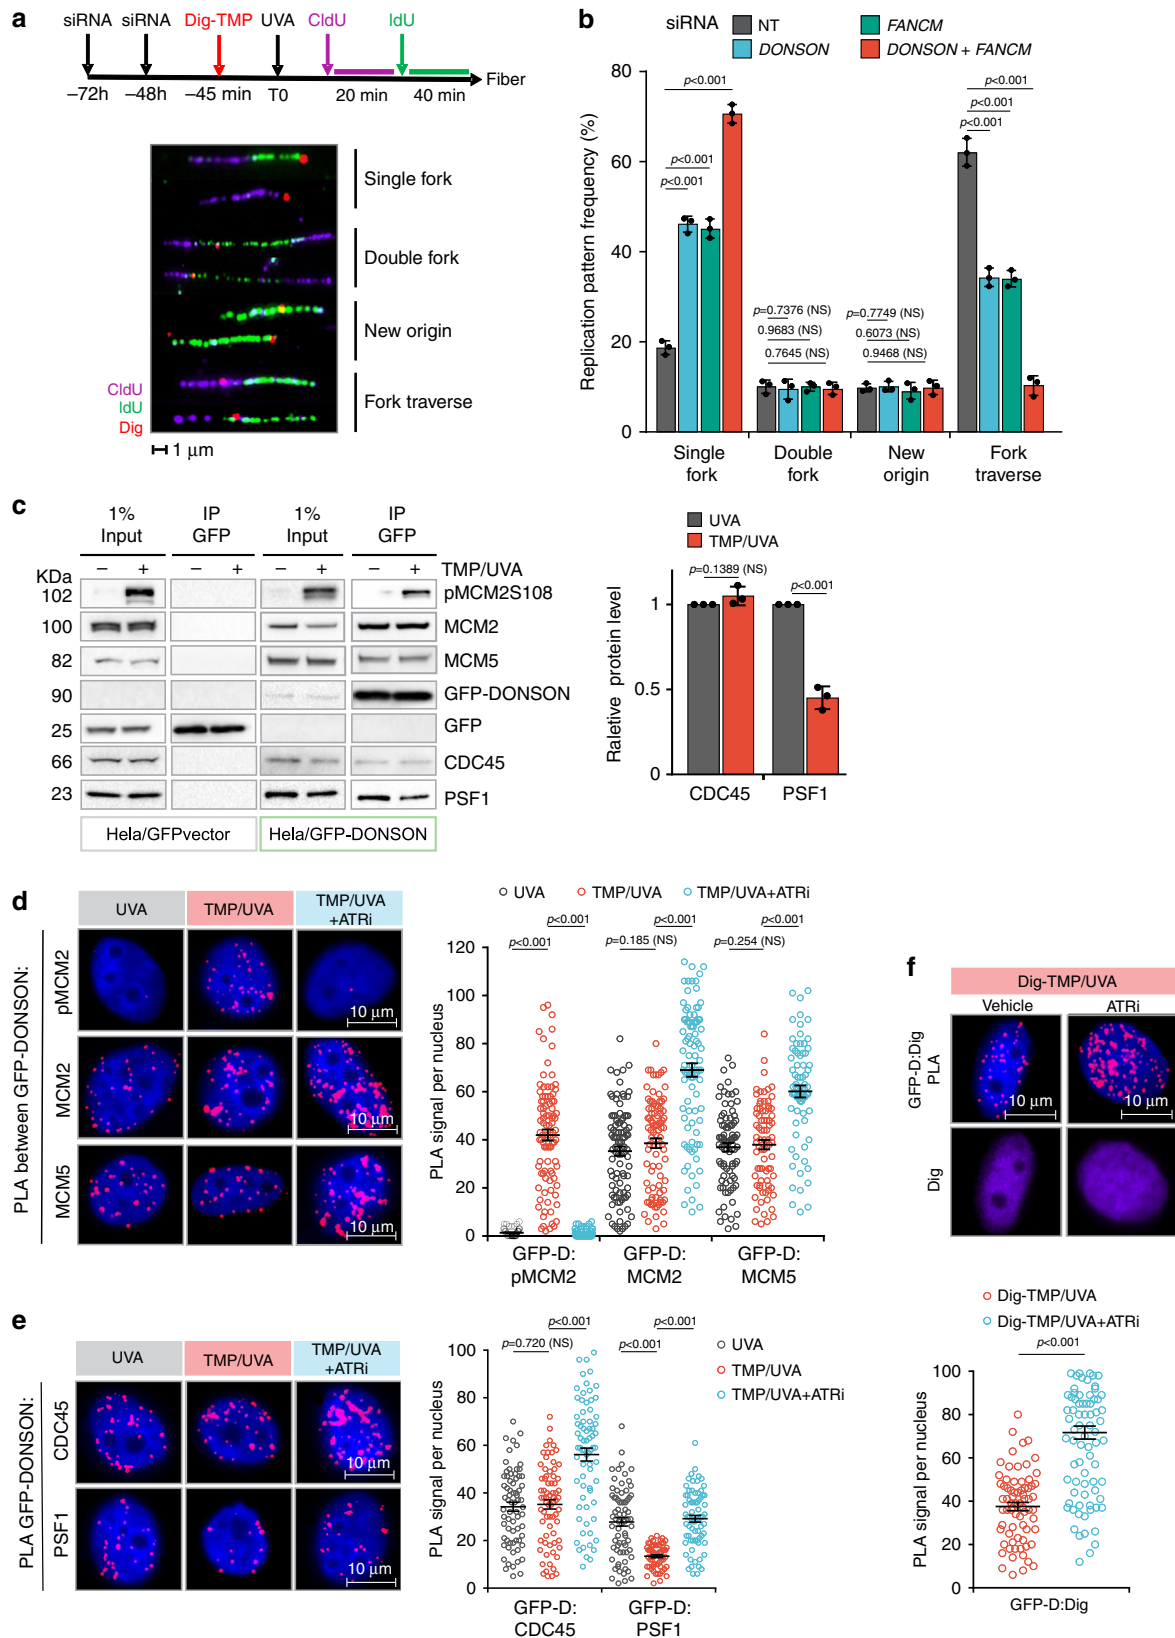 a
siRNA siRNA Dig-TMP UVA CldU IdU
Fiber
–72h –48h –45 min T0 20 min 40 min
Single fork
Double fork
New origin
Fork traverse
CldU
IdU
Dig
1 μm
b
siRNA NT FANCM
DONSON DONSON + FANCM
Replication pattern frequency (%)
80
60
40
20
0
p<0.001
p<0.001
p<0.001
p=0.7376 (NS)
0.9683 (NS)
0.7645 (NS)
p=0.7749 (NS)
0.6073 (NS)
0.9468 (NS)
p<0.001
p<0.001
p<0.001
Single fork
Double fork
New origin
Fork traverse
c
1% Input
IP GFP
1% Input
IP GFP
– + – + – + – + TMP/UVA
KDa
102 pMCM2S108
100 MCM2
82 MCM5
90 GFP-DONSON
25 GFP
66 CDC45
23 PSF1
Hela/GFPvector Hela/GFP-DONSON
UVA
TMP/UVA
Raletive protein level
p=0.1389 (NS)
p<0.001
1
0.5
0
CDC45 PSF1
d
PLA between GFP-DONSON:
UVA TMP/UVA TMP/UVA +ATRi
pMCM2
10 μm
MCM2
10 μm
MCM5
10 μm
UVA TMP/UVA TMP/UVA+ATRi
PLA signal per nucleus
p<0.001
p<0.001
p=0.185 (NS)
p<0.001
p=0.254 (NS)
p<0.001
120
100
80
60
40
20
0
GFP-D: pMCM2
GFP-D: MCM2
GFP-D: MCM5
f
Dig-TMP/UVA
Vehicle ATRi
GFP-D:Dig PLA
10 μm 10 μm
Dig
Dig-TMP/UVA
Dig-TMP/UVA+ATRi
p<0.001
PLA signal per nucleus
100
80
60
40
20
0
GFP-D:Dig
e
PLA GFP-DONSON:
UVA TMP/UVA TMP/UVA +ATRi
CDC45
10 μm
PSF1
10 μm
PLA signal per nucleus
p=0.720 (NS)
p<0.001
p<0.001
p<0.001
UVA
TMP/UVA
TMP/UVA+ATRi
100
80
60
40
20
0
GFP-D: CDC45
GFP-D: PSF1